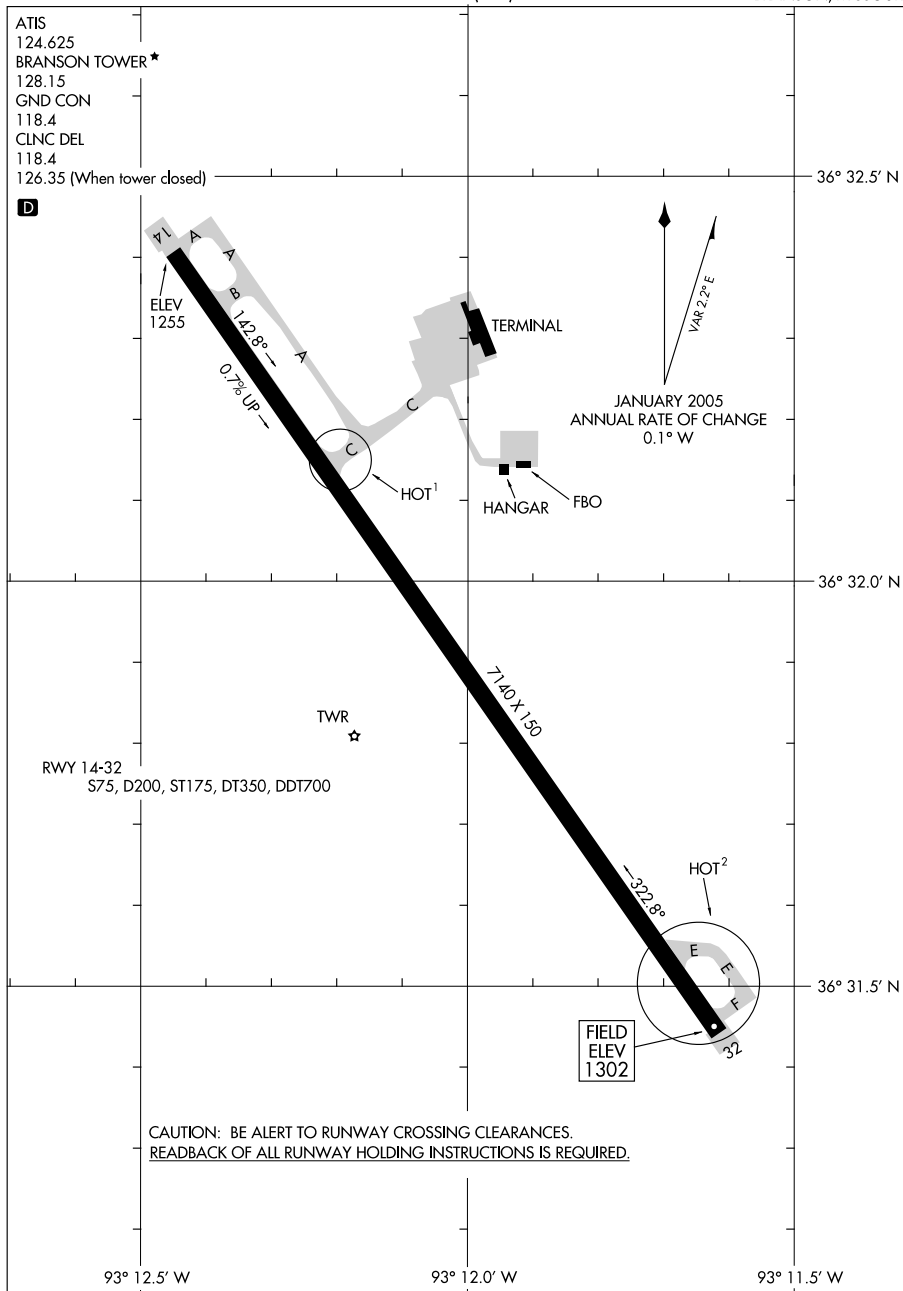 ATIS
124.625
BRANSON TOWER★
128.15
GND CON
118.4
CLNC DEL
118.4
126.35 (When tower closed)
D
36° 32.5' N
14
A
A
B
A
ELEV
1255
142.8°
0.7% UP
TERMINAL
VAR 2.2° E
JANUARY 2005
ANNUAL RATE OF CHANGE
0.1° W
C
C
HOT1
HANGAR
FBO
36° 32.0' N
7140 X 150
TWR
RWY 14-32
S75, D200, ST175, DT350, DDT700
322.8°
HOT2
E
E
F
36° 31.5' N
FIELD
ELEV
1302
32
CAUTION: BE ALERT TO RUNWAY CROSSING CLEARANCES.
READBACK OF ALL RUNWAY HOLDING INSTRUCTIONS IS REQUIRED.
93° 12.5' W
93° 12.0' W
93° 11.5' W